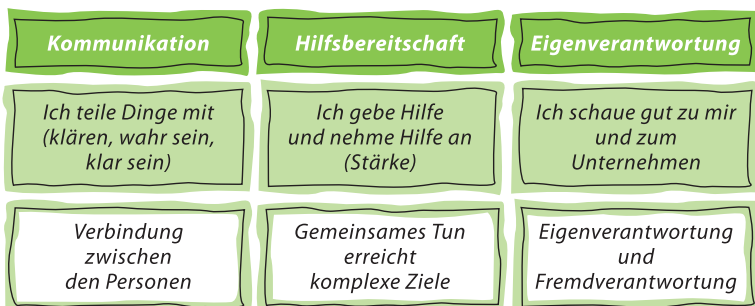 Kommunikation
Hilfsbereitschaft
Eigenverantwortung
Ich teile Dinge mit
(klären, wahr sein,
klar sein)
Ich gebe Hilfe
und nehme Hilfe an
(Stärke)
Ich schaue gut zu mir
und zum
Unternehmen
Verbindung
zwischen
den Personen
Gemeinsames Tun
erreicht
komplexe Ziele
Eigenverantwortung
und
Fremdverantwortung